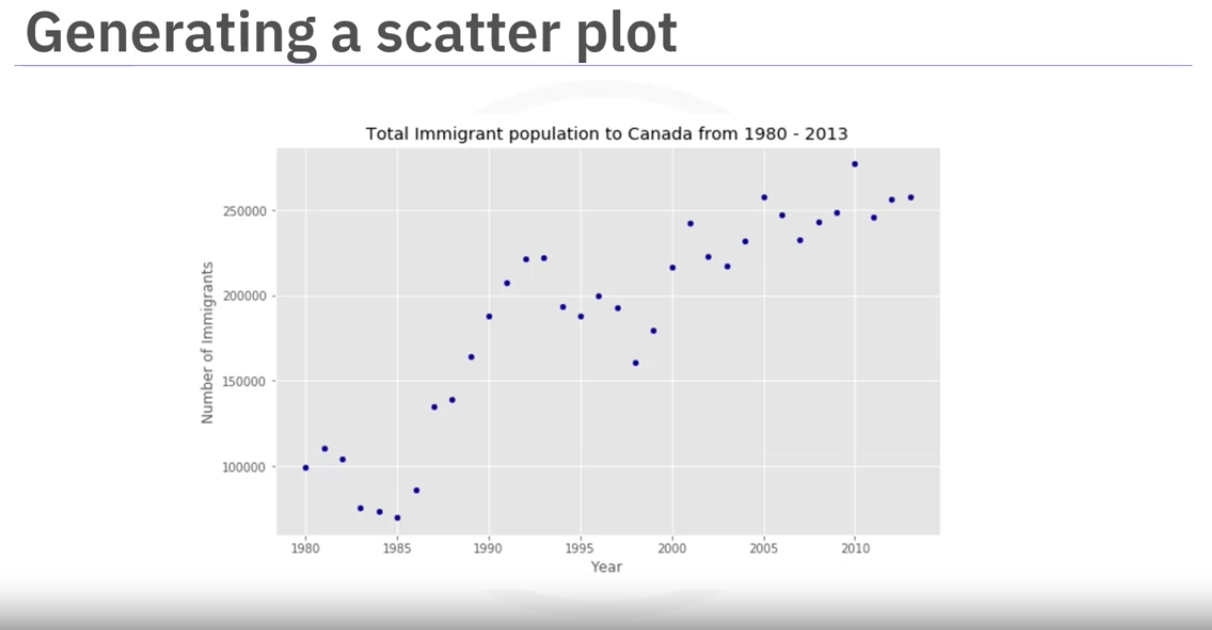 Generating a scatter plot
Total Immigrant population to Canada from 1980 - 2013
250000
200000
150000
100000
Number of Immigrants
1980 1985 1990 1995 2000 2005 2010
Year